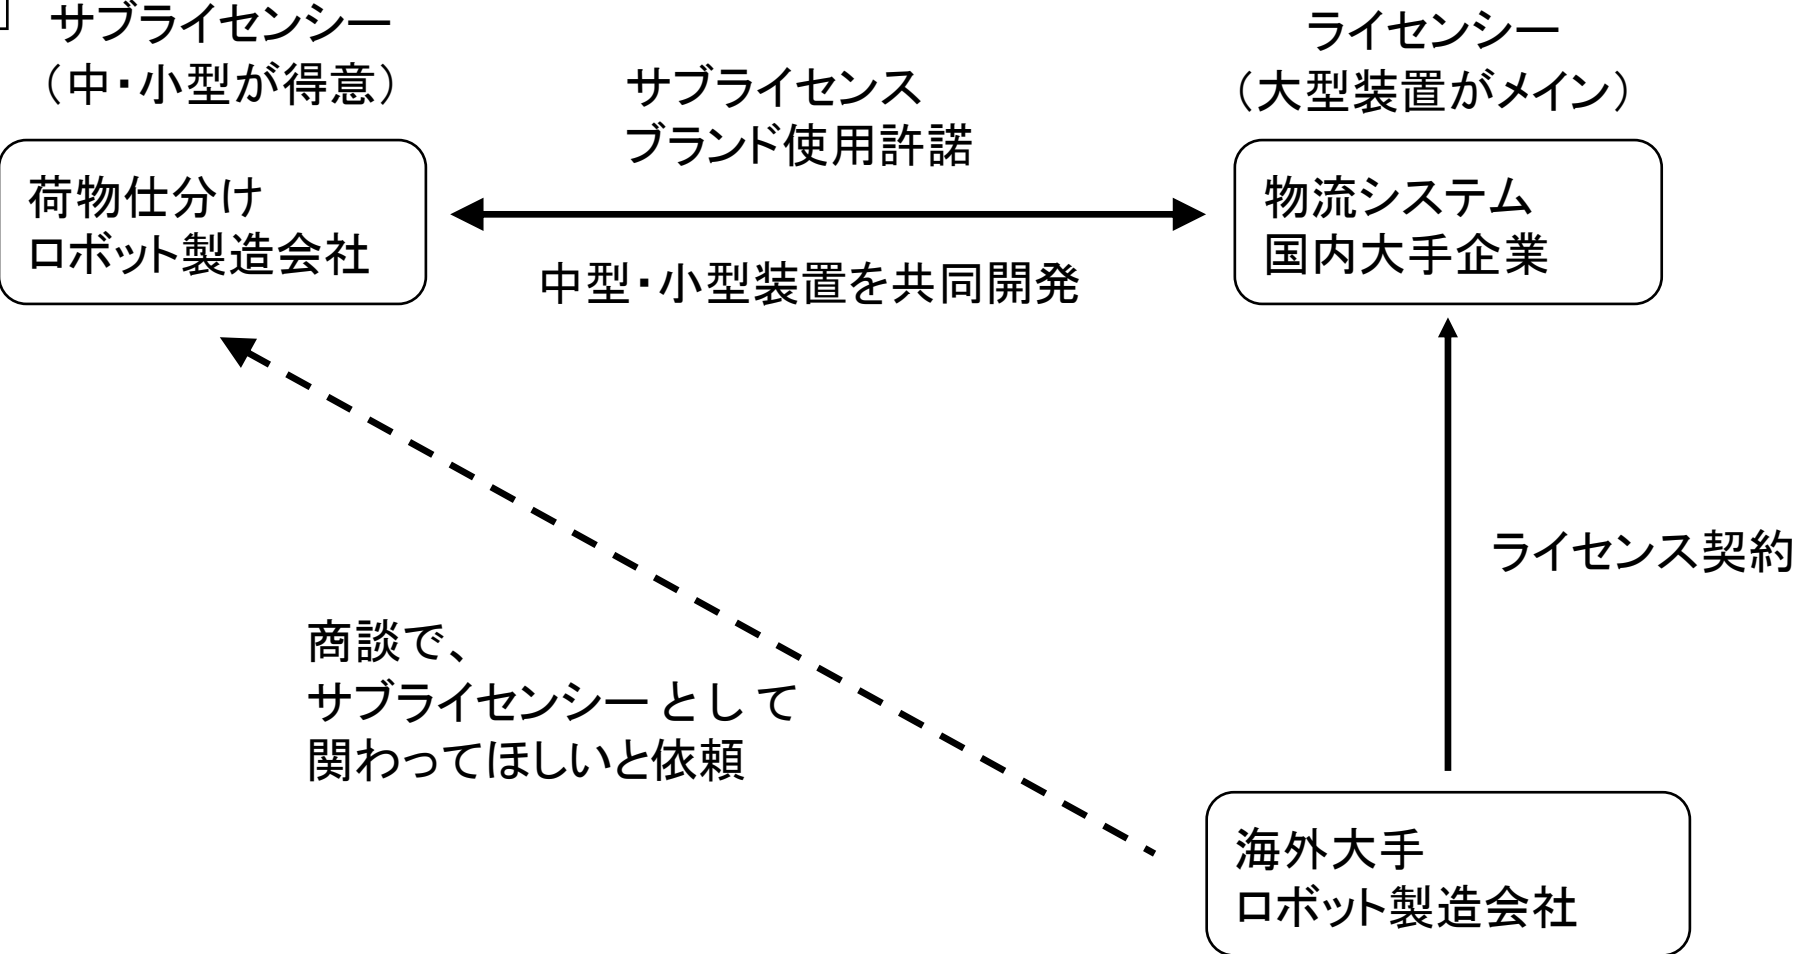 サブライセンシー
（中・小型が得意）
荷物仕分け
ロボット製造会社
サブライセンス
ブランド使用許諾
中型・小型装置を共同開発
ライセンシー
（大型装置がメイン）
物流システム
国内大手企業
ライセンス契約
商談で、
サブライセンシーとして
関わってほしいと依頼
海外大手
ロボット製造会社